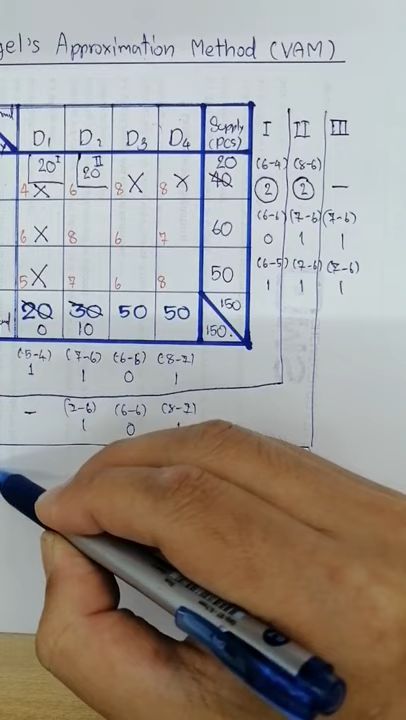 gel's Approximation Method (VAM)
D1 D2 D3 D4 Supply (PCS) I II III
20 I 20 II 20 (6-4) (8-6)
4 X 6 8 X 8 X 40 2 2 –
(6-6) (7-6) (7-6)
6 X 8 6 7 60 0 1 1
(6-5) (7-6) (7-6)
5 X 7 6 8 50 1 1 1
20 30 50 50 150
0 10 150.
(5-4) (7-6) (6-6) (8-7)
1 1 0 1
– (7-6) (6-6) (8-7)
1 0